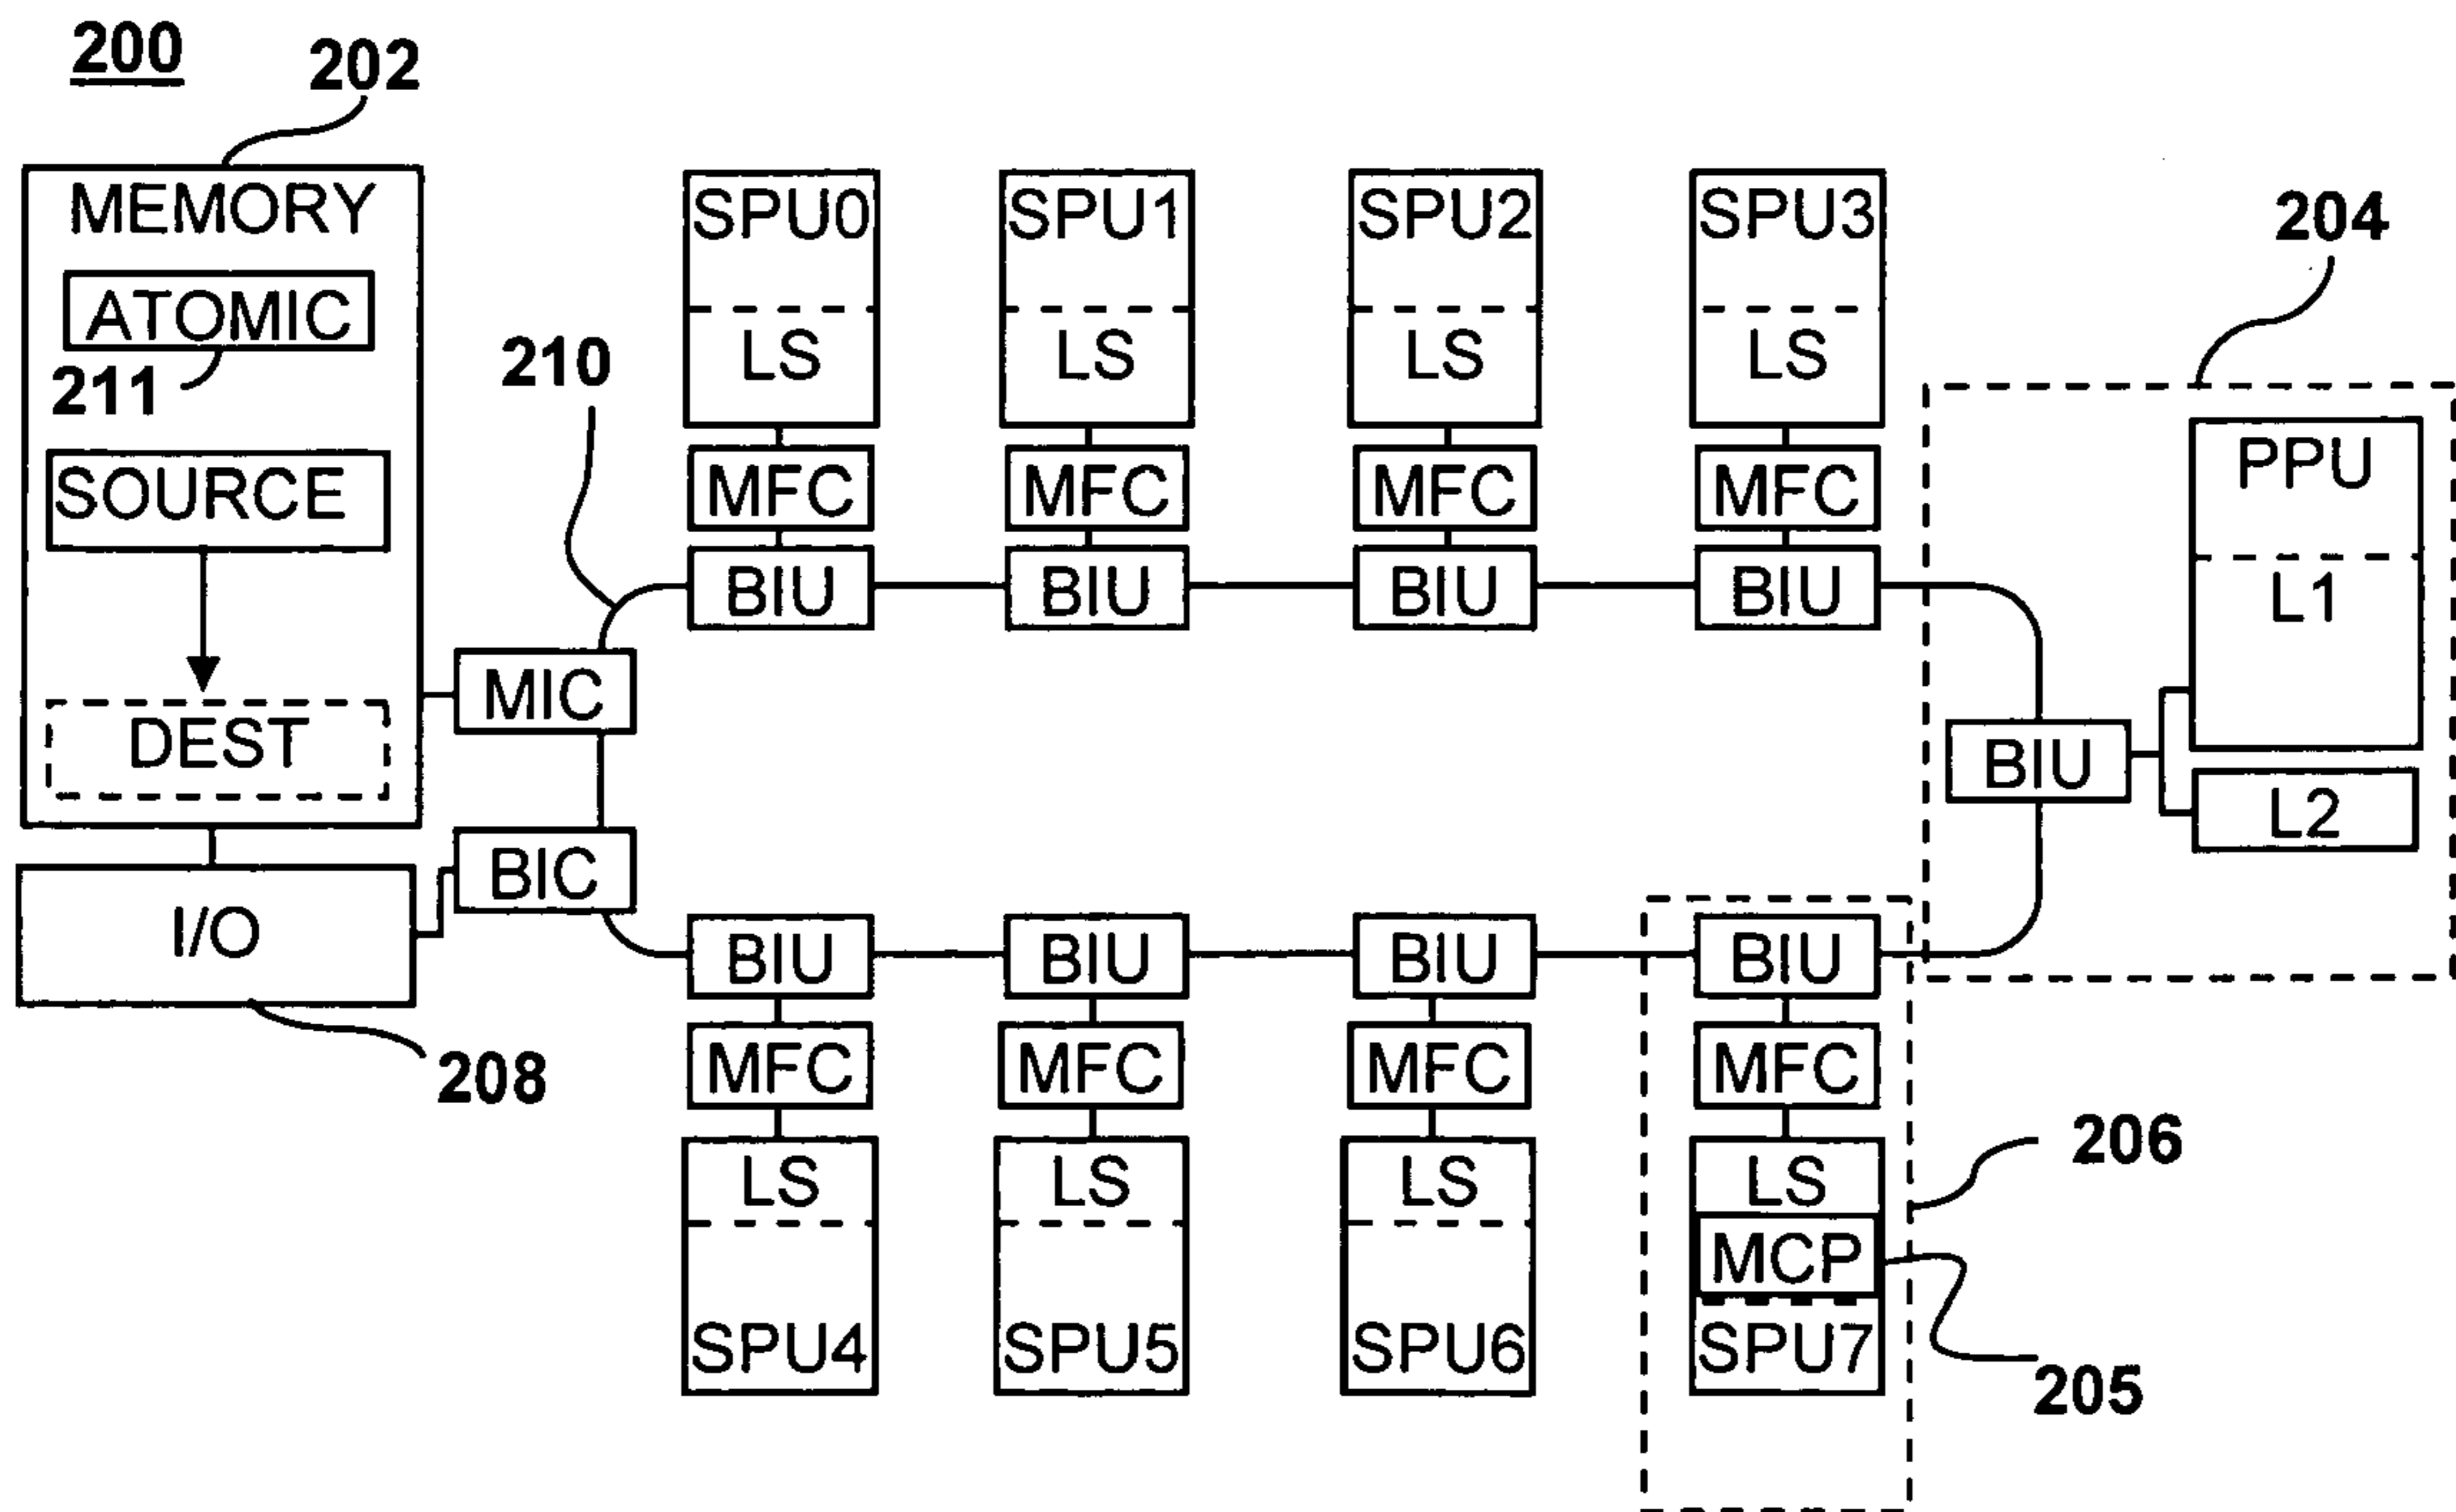 200
202
MEMORY
ATOMIC
211
SOURCE
DEST
I/O
208
210
MIC
BIC
SPU0
LS
MFC
BIU
SPU1
LS
MFC
BIU
SPU2
LS
MFC
BIU
SPU3
LS
MFC
BIU
204
PPU
L1
BIU
L2
BIU
MFC
LS
SPU4
BIU
MFC
LS
SPU5
BIU
MFC
LS
SPU6
BIU
MFC
LS
MCP
SPU7
206
205